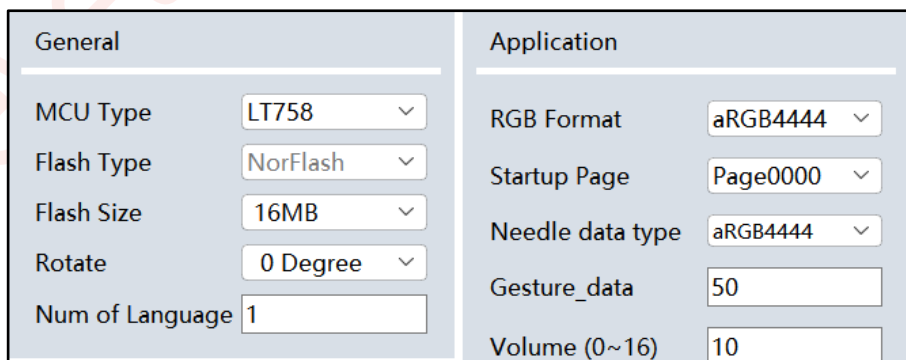 General
MCU Type LT758
Flash Type NorFlash
Flash Size 16MB
Rotate 0 Degree
Num of Language 1
Application
RGB Format aRGB4444
Startup Page Page0000
Needle data type aRGB4444
Gesture_data 50
Volume (0~16) 10